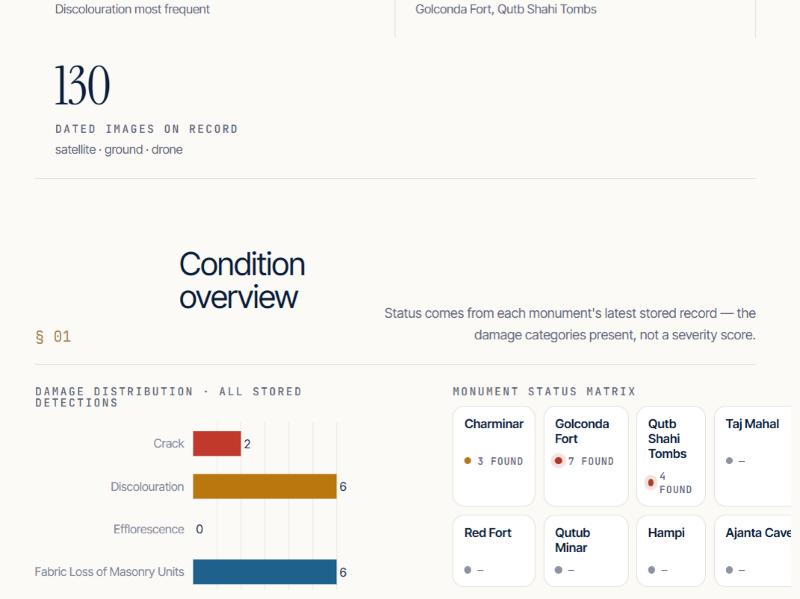 Discolouration most frequent
Golconda Fort, Qutb Shahi Tombs
130
DATED IMAGES ON RECORD
satellite · ground · drone
Condition
overview
§ 01
Status comes from each monument's latest stored record — the
damage categories present, not a severity score.
DAMAGE DISTRIBUTION · ALL STORED
DETECTIONS
Crack 2
Discolouration 6
Efflorescence 0
Fabric Loss of Masonry Units 6
MONUMENT STATUS MATRIX
Charminar
3 FOUND
Golconda
Fort
7 FOUND
Qutb
Shahi
Tombs
4
FOUND
Taj Mahal
—
Red Fort
—
Qutub
Minar
—
Hampi
—
Ajanta Cave
—